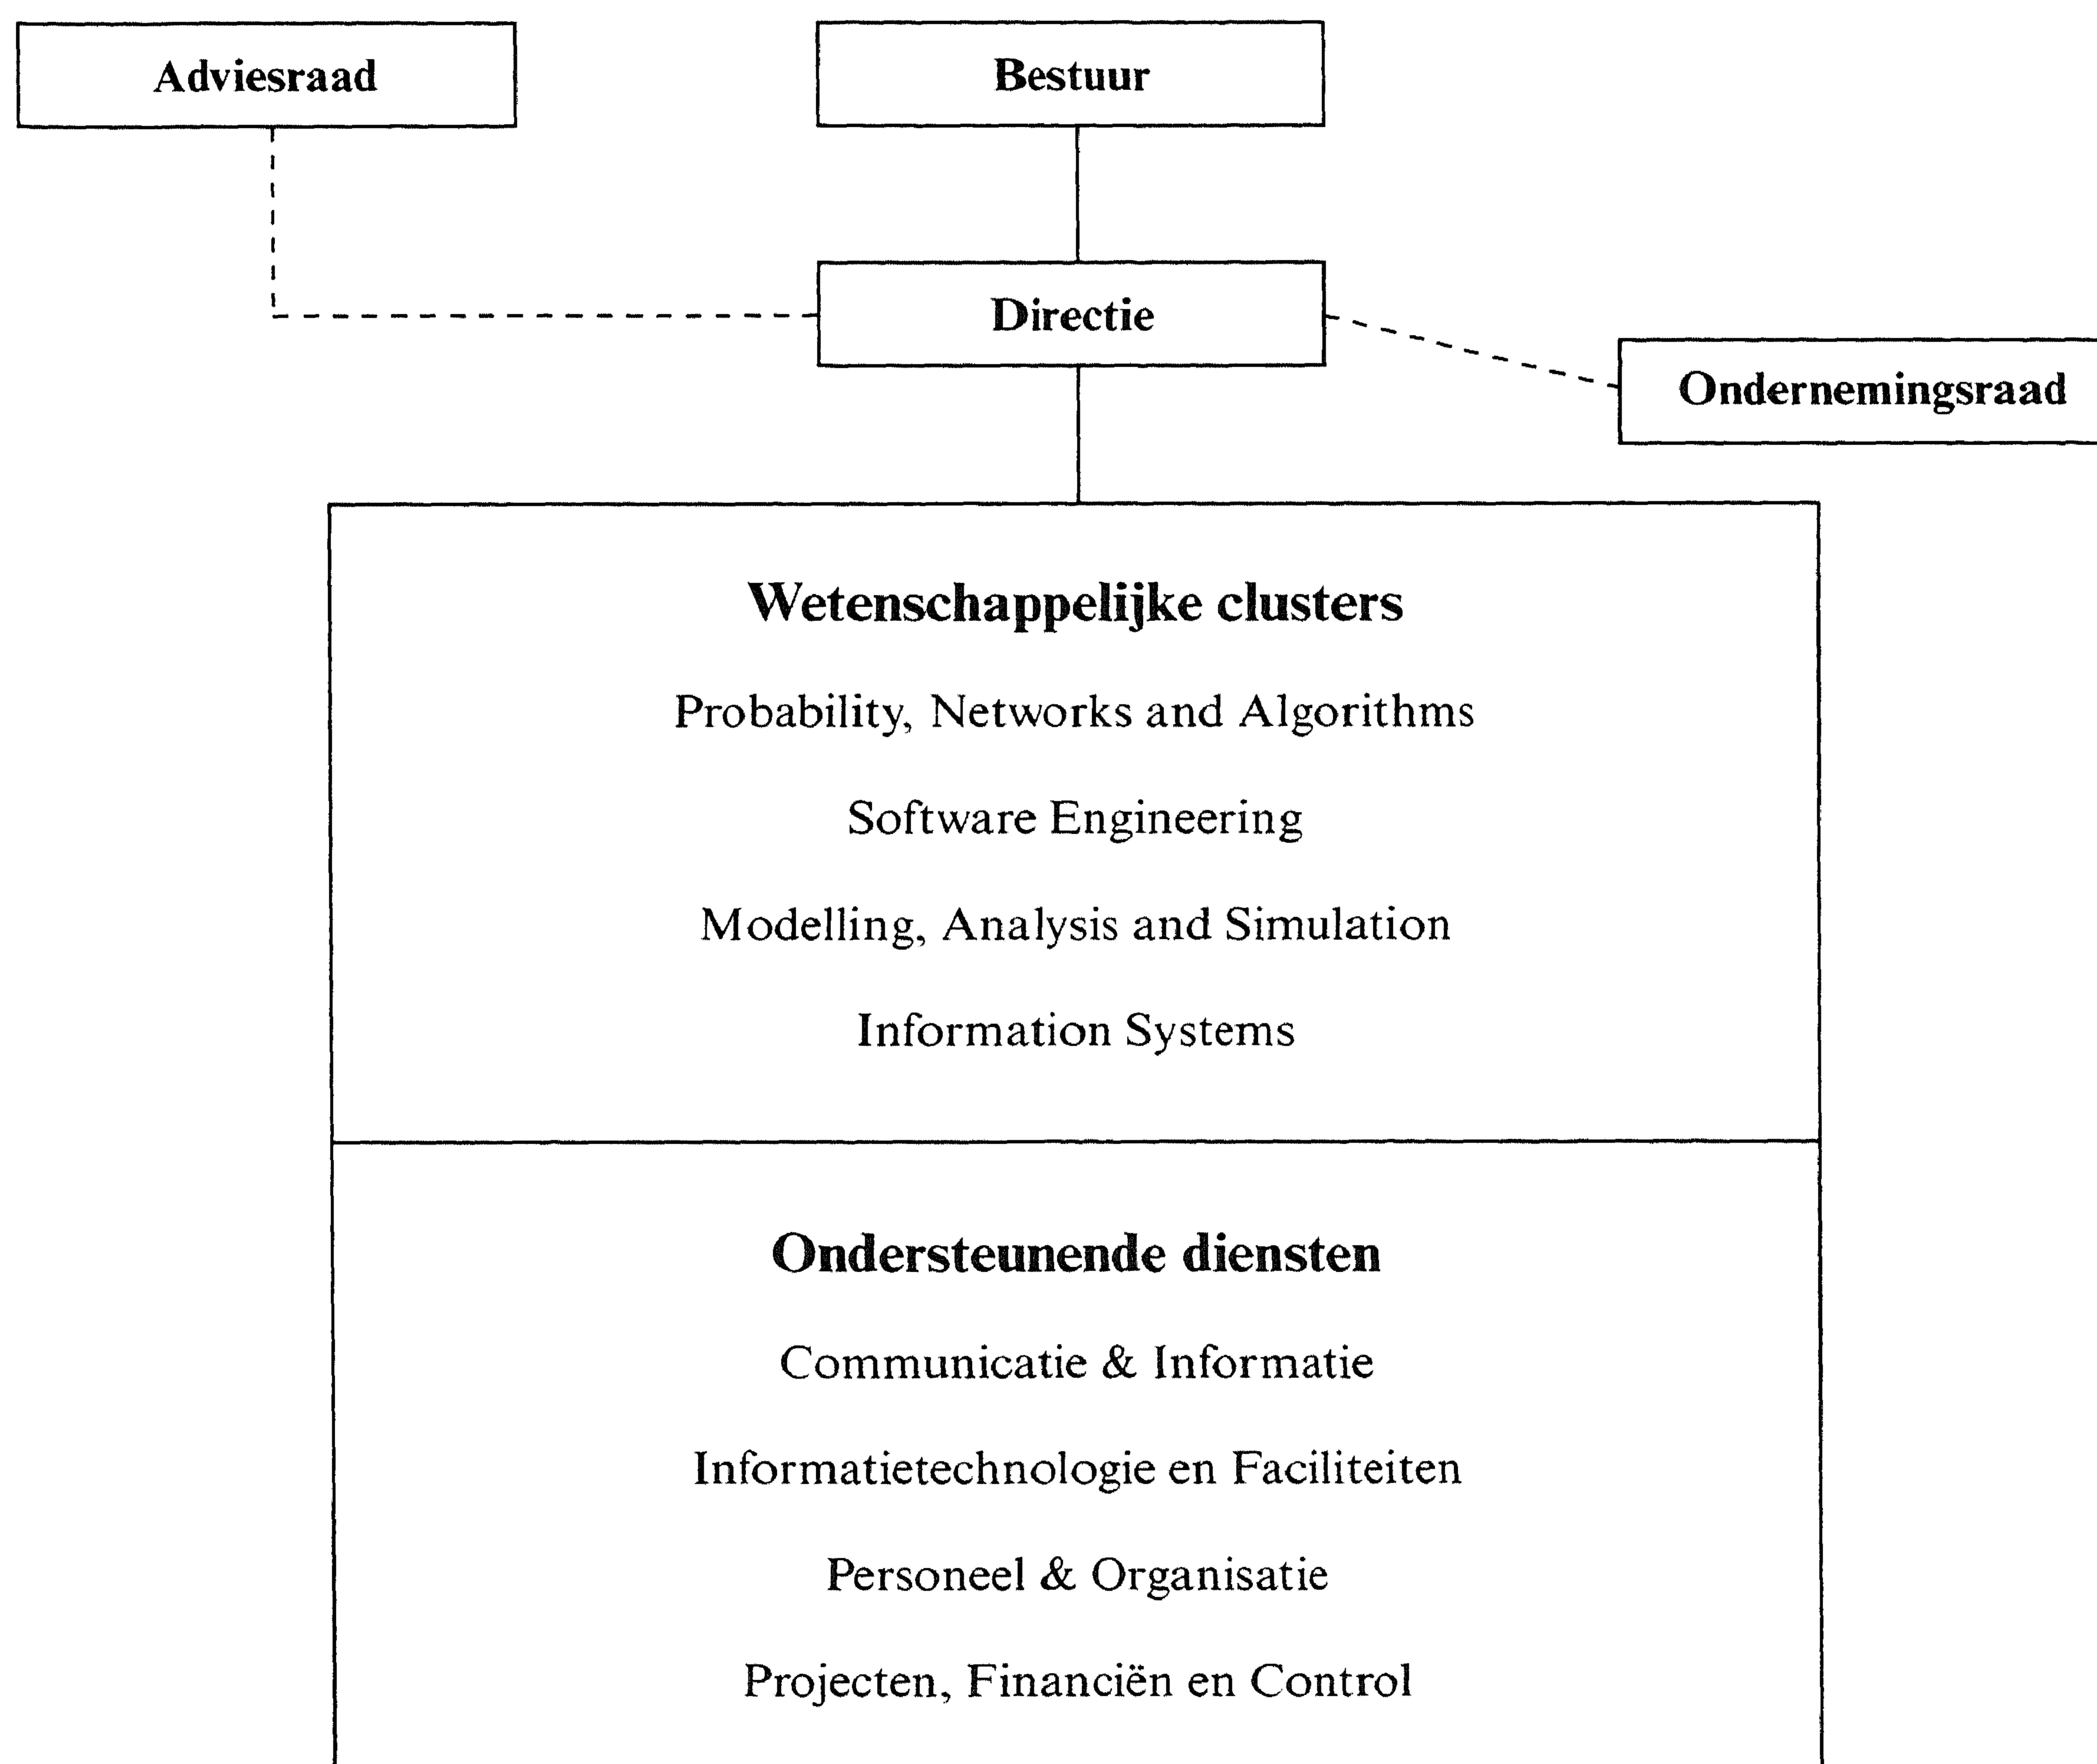 Adviesraad
Bestuur
Directie
Ondernemingsraad
Wetenschappelijke clusters
Probability, Networks and Algorithms
Software Engineering
Modelling, Analysis and Simulation
Information Systems
Ondersteunende diensten
Communicatie & Informatie
Informatietechnologie en Faciliteiten
Personeel & Organisatie
Projecten, Financiën en Control